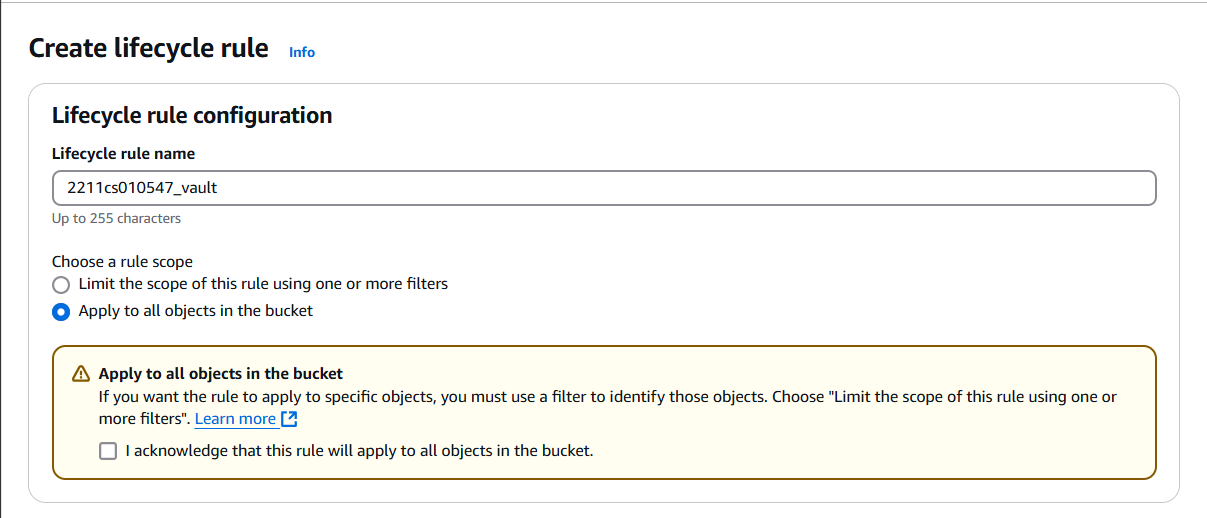 Create lifecycle rule Info
Lifecycle rule configuration
Lifecycle rule name
2211cs010547_vault
Up to 255 characters
Choose a rule scope
Limit the scope of this rule using one or more filters
Apply to all objects in the bucket
Apply to all objects in the bucket
If you want the rule to apply to specific objects, you must use a filter to identify those objects. Choose "Limit the scope of this rule using one or
more filters". Learn more
I acknowledge that this rule will apply to all objects in the bucket.